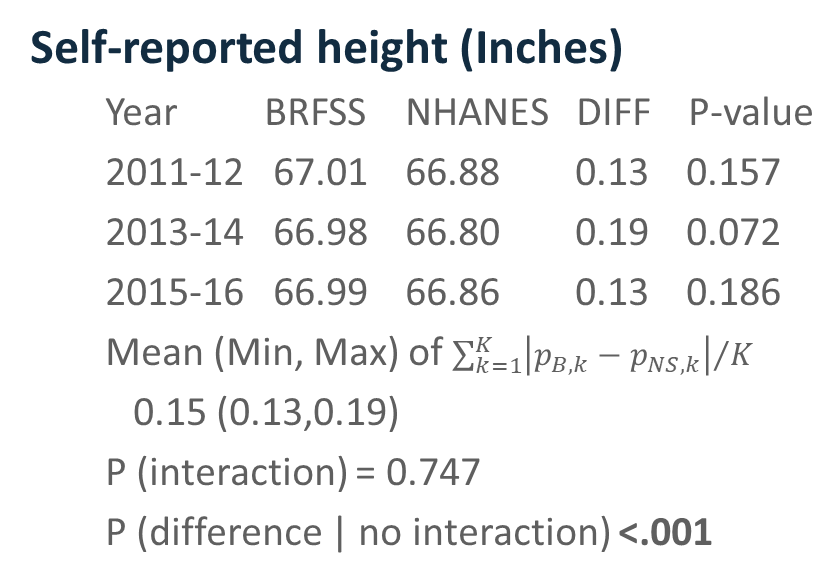 Self-reported height (Inches)
Year BRFSS NHANES DIFF P-value
2011-12 67.01 66.88 0.13 0.157
2013-14 66.98 66.80 0.19 0.072
2015-16 66.99 66.86 0.13 0.186
Mean (Min, Max) of ∑ᴷₖ₌₁|p_{B,k} − p_{NS,k}|/K
0.15 (0.13,0.19)
P (interaction) = 0.747
P (difference | no interaction) <.001